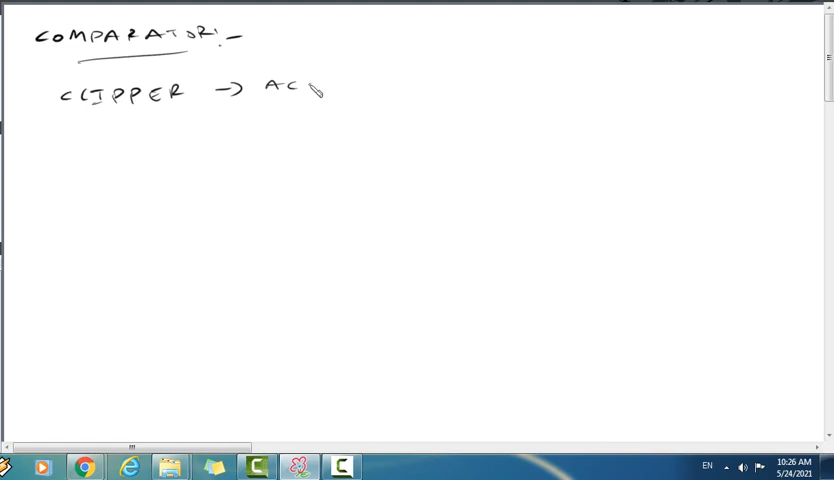 COMPARATOR:-
CLIPPER → AC
EN
10:26 AM
5/24/2021